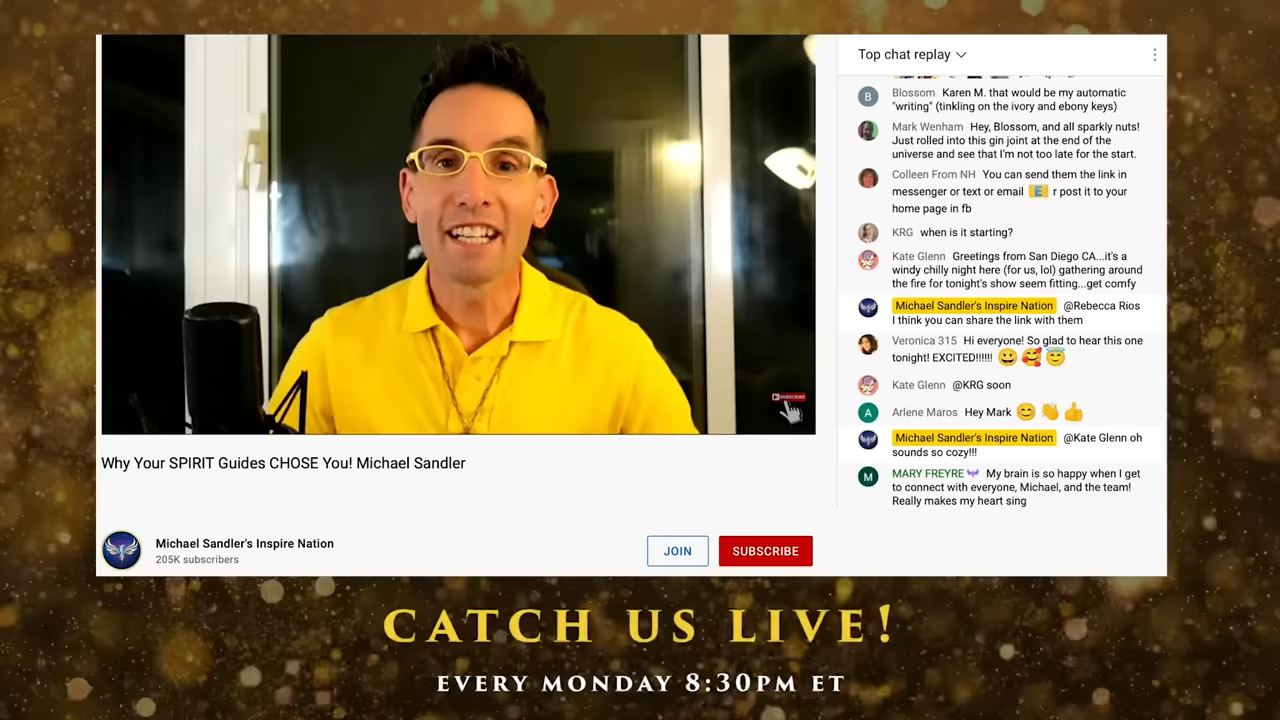 Top chat replay
Blossom Karen M. that would be my automatic
"writing" (tinkling on the ivory and ebony keys)
Mark Wenham Hey, Blossom, and all sparkly nuts!
Just rolled into this gin joint at the end of the
universe and see that I'm not too late for the start.
Colleen From NH You can send them the link in
messenger or text or email E r post it to your
home page in fb
KRG when is it starting?
Kate Glenn Greetings from San Diego CA...it's a
windy chilly night here (for us, lol) gathering around
the fire for tonight's show seem fitting...get comfy
Michael Sandler's Inspire Nation @Rebecca Rios
I think you can share the link with them
Veronica 315 Hi everyone! So glad to hear this one
tonight! EXCITED!!!!!! 😀 🥰 😇
Kate Glenn @KRG soon
Arlene Maros Hey Mark 😊 👋 👍
Michael Sandler's Inspire Nation @Kate Glenn oh
sounds so cozy!!!
MARY FREYRE My brain is so happy when I get
to connect with everyone, Michael, and the team!
Really makes my heart sing
B
A
M
SUBSCRIBE
Why Your SPIRIT Guides CHOSE You! Michael Sandler
Michael Sandler's Inspire Nation
205K subscribers
JOIN
SUBSCRIBE
CATCH US LIVE!
EVERY MONDAY 8:30PM ET